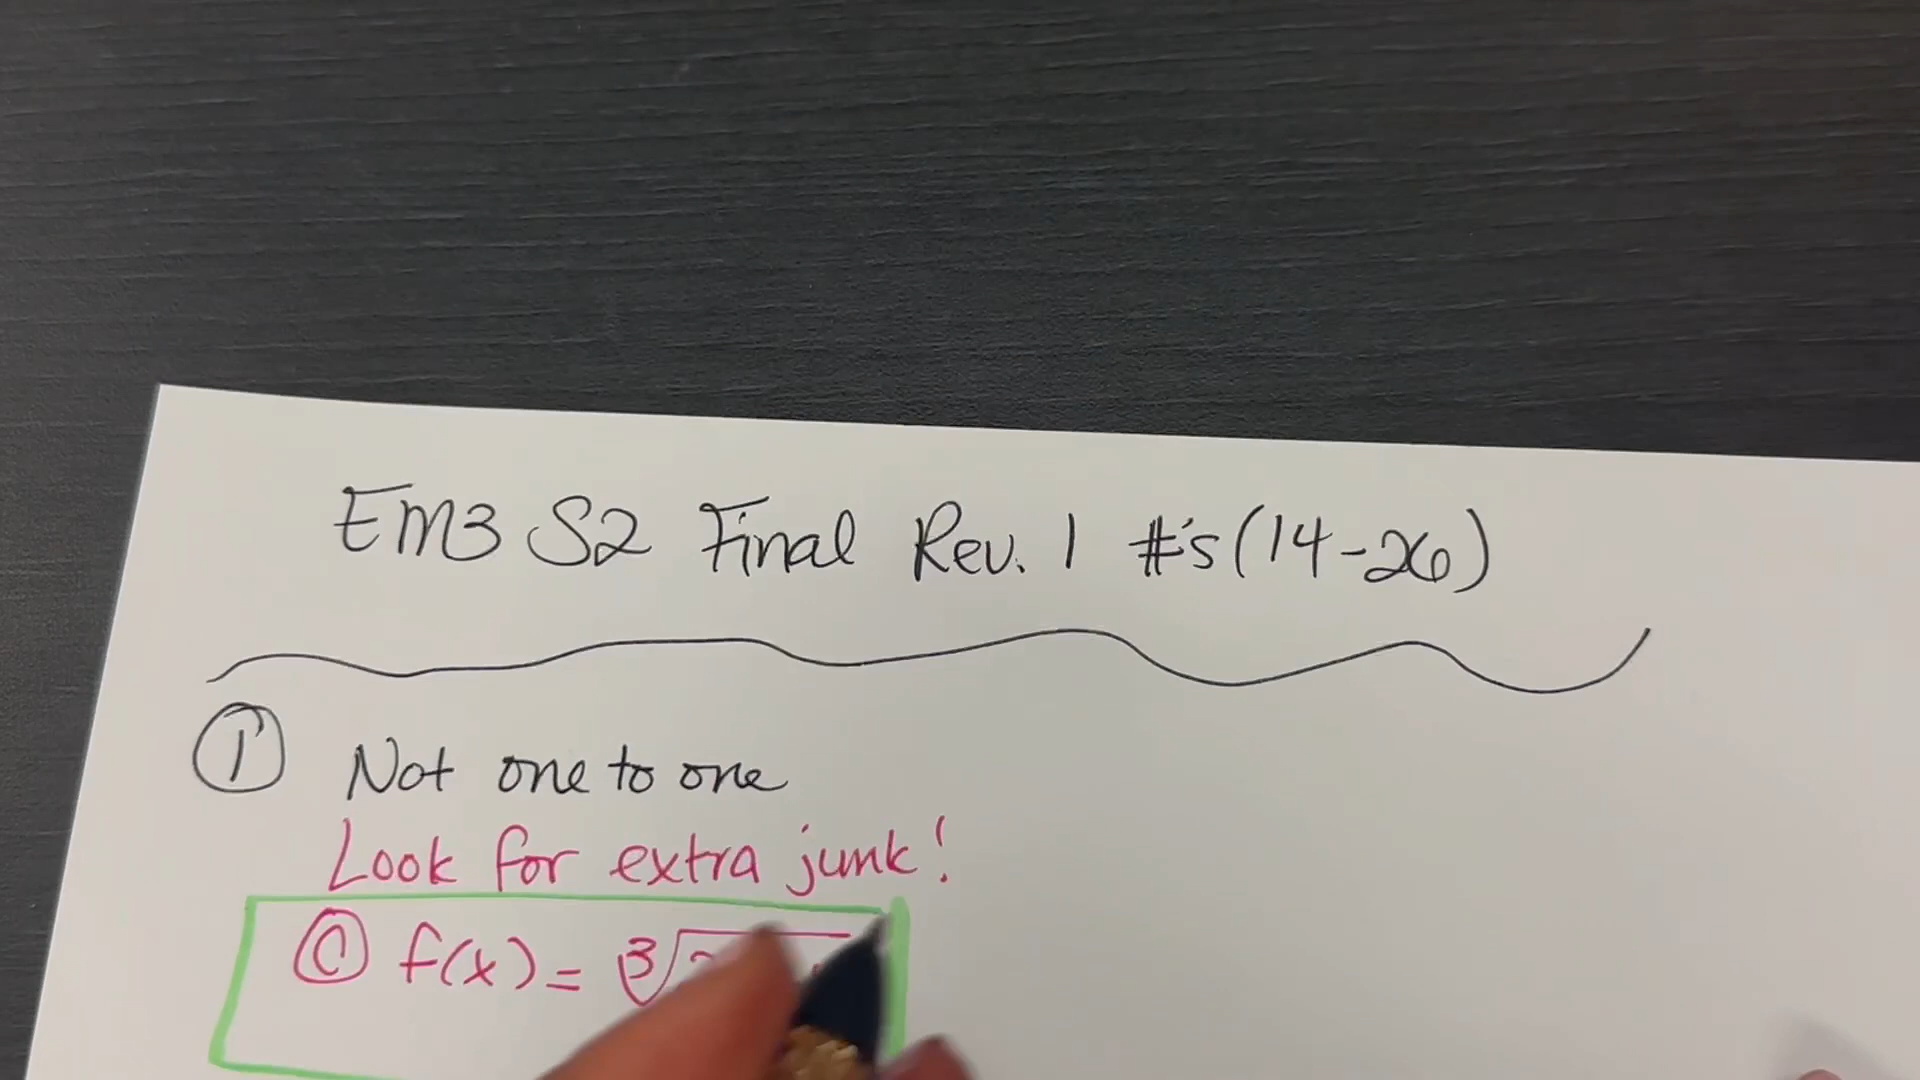 EM3 S2 Final Rev. 1 #'s (14-26)
① Not one to one
Look for extra junk!
Ⓒ f(x) = ∛